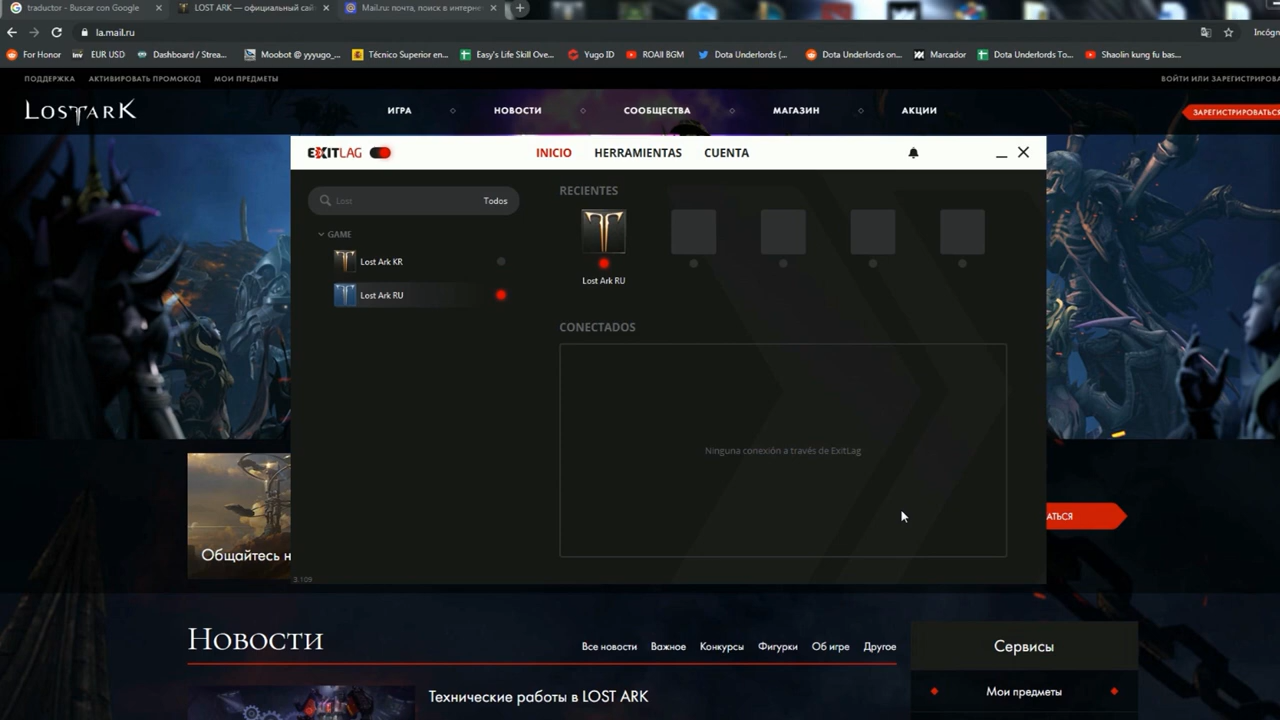 traductor - Buscar con Google
LOST ARK — официальный сай
Mail.ru: почта, поиск в интерне
la.mail.ru
Incógn
For Honor
EUR USD
Dashboard / Strea...
Moobot @ yyyugo_...
Técnico Superior en...
Easy's Life Skill Ove...
Yugo ID
ROAII BGM
Dota Underlords (...
Dota Underlords on...
Marcador
Dota Underlords To...
Shaolin kung fu bas...
ПОДДЕРЖКА
АКТИВИРОВАТЬ ПРОМОКОД
МОИ ПРЕДМЕТЫ
ВОЙТИ ИЛИ ЗАРЕГИСТРИРОВА
LOST ARK
ИГРА
НОВОСТИ
СООБЩЕСТВА
МАГАЗИН
АКЦИИ
ЗАРЕГИСТРИРОВАТЬСЯ
EXITLAG
INICIO
HERRAMIENTAS
CUENTA
Lost
Todos
GAME
Lost Ark KR
Lost Ark RU
RECIENTES
Lost Ark RU
CONECTADOS
Ninguna conexión a través de ExitLag
3.109
АТЬСЯ
Общайтесь н
Новости
Все новости
Важное
Конкурсы
Фигурки
Об игре
Другое
Технические работы в LOST ARK
Сервисы
Мои предметы